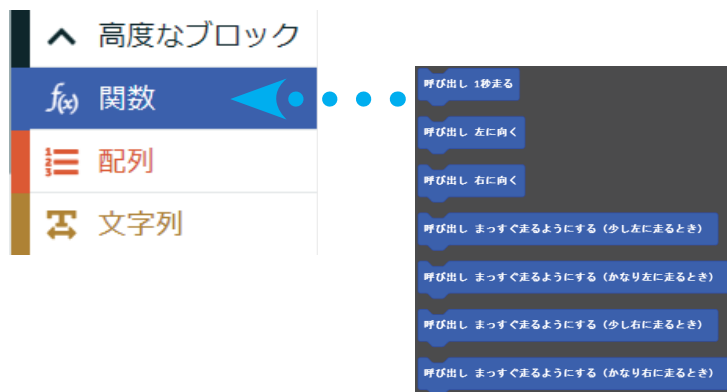 高度なブロック
f(x) 関数
配列
文字列
呼び出し 1秒走る
呼び出し 左に向く
呼び出し 右に向く
呼び出し まっすぐ走るようにする（少し左に走るとき）
呼び出し まっすぐ走るようにする（かなり左に走るとき）
呼び出し まっすぐ走るようにする（少し右に走るとき）
呼び出し まっすぐ走るようにする（かなり右に走るとき）